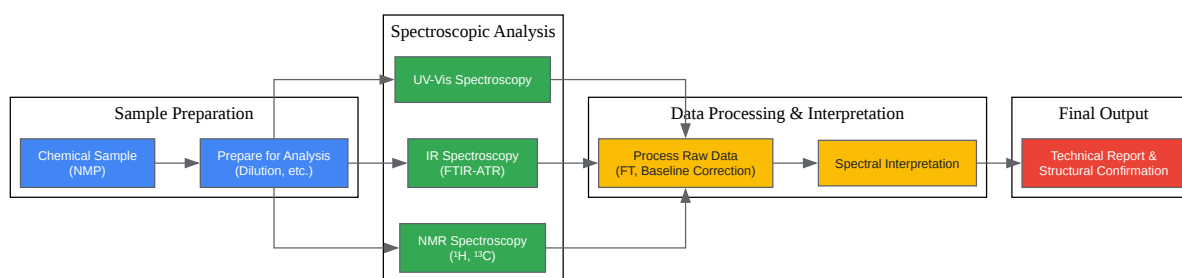 Sample Preparation
Chemical Sample
(NMP)
Prepare for Analysis
(Dilution, etc.)
Spectroscopic Analysis
UV-Vis Spectroscopy
IR Spectroscopy
(FTIR-ATR)
NMR Spectroscopy
(¹H, ¹³C)
Data Processing & Interpretation
Process Raw Data
(FT, Baseline Correction)
Spectral Interpretation
Final Output
Technical Report &
Structural Confirmation